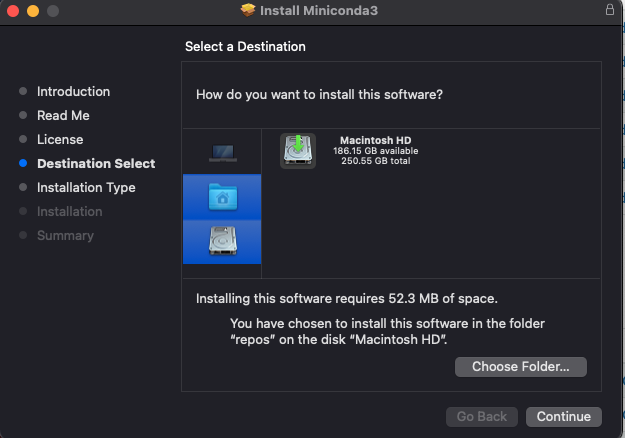 Install Miniconda3
Select a Destination
Introduction
Read Me
License
Destination Select
Installation Type
Installation
Summary
How do you want to install this software?
Macintosh HD
186.15 GB available
250.55 GB total
Installing this software requires 52.3 MB of space.
You have chosen to install this software in the folder
“repos” on the disk “Macintosh HD”.
Choose Folder...
Go Back
Continue